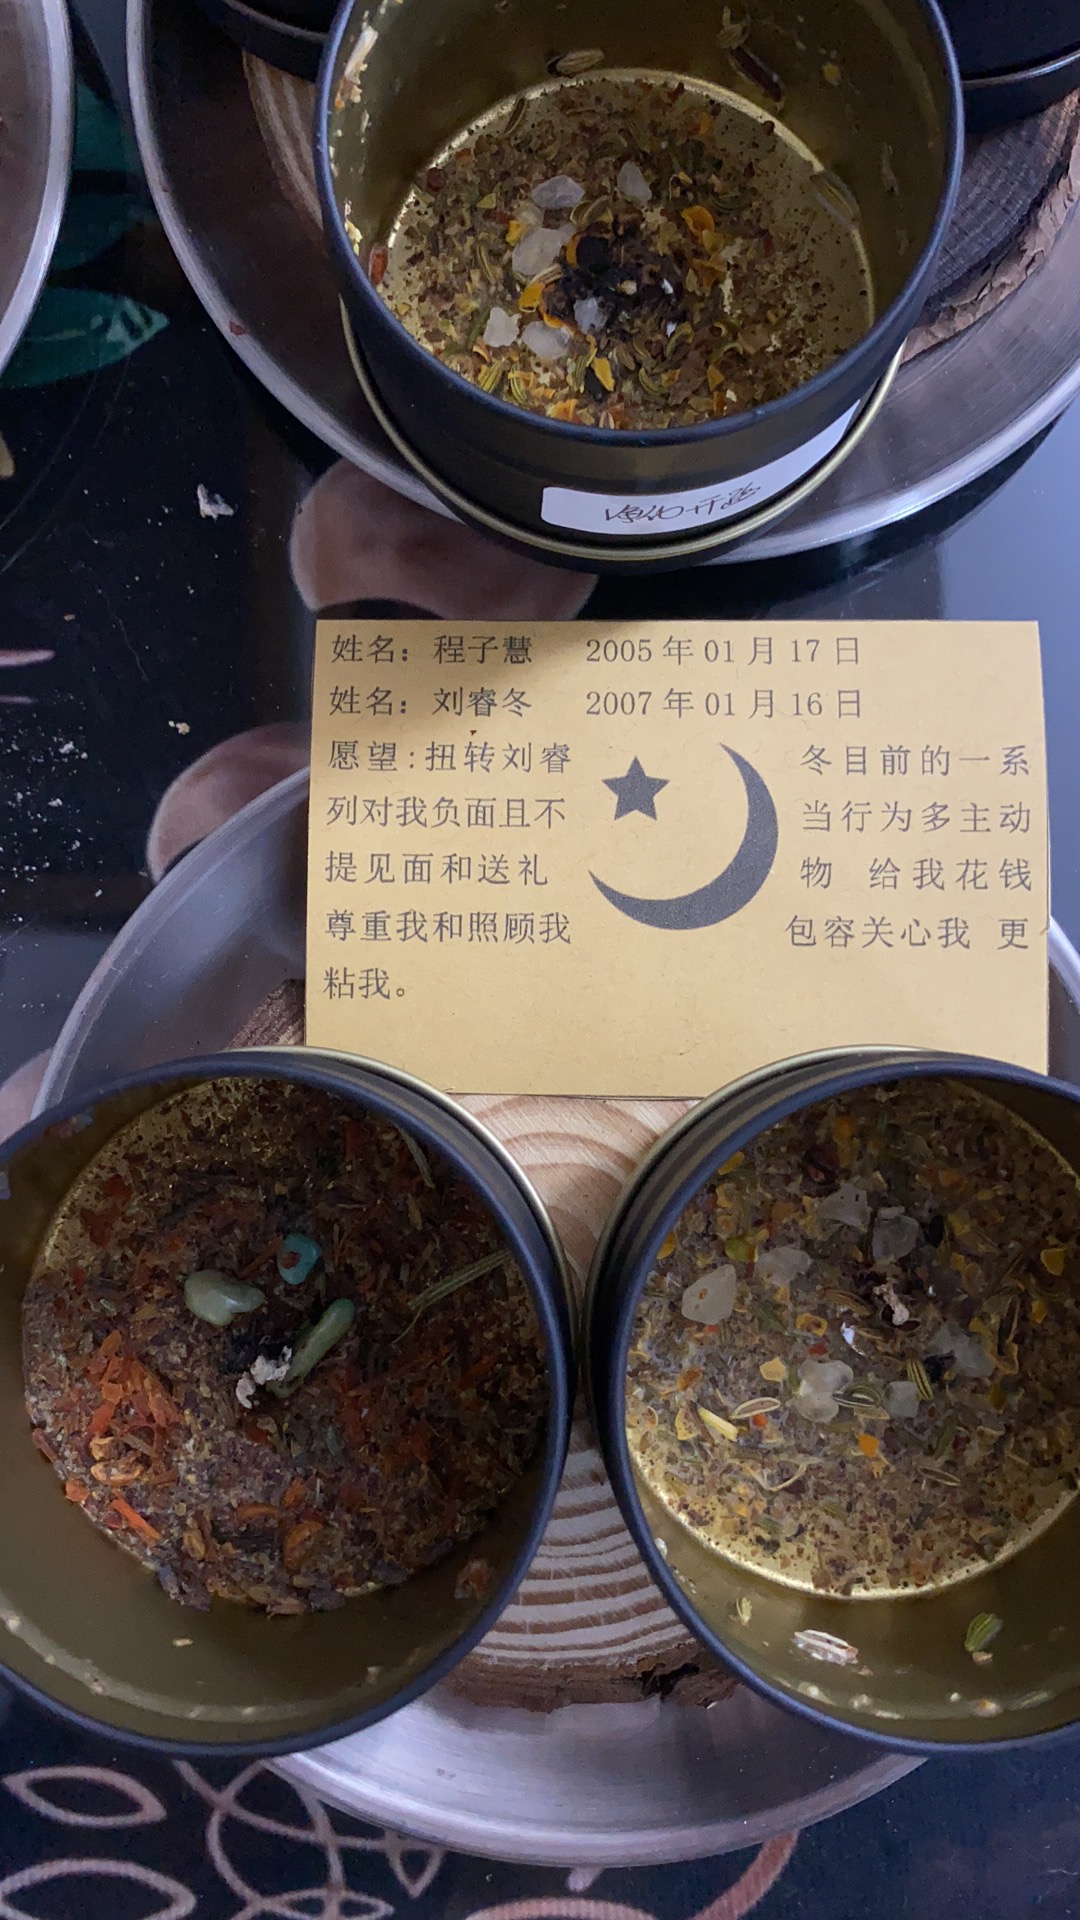 姓名：程子慧 2005年01月17日
姓名：刘睿冬 2007年01月16日
愿望:扭转刘睿 冬目前的一系
列对我负面且不 当行为多主动
提见面和送礼 物 给我花钱
尊重我和照顾我 包容关心我 更
粘我。